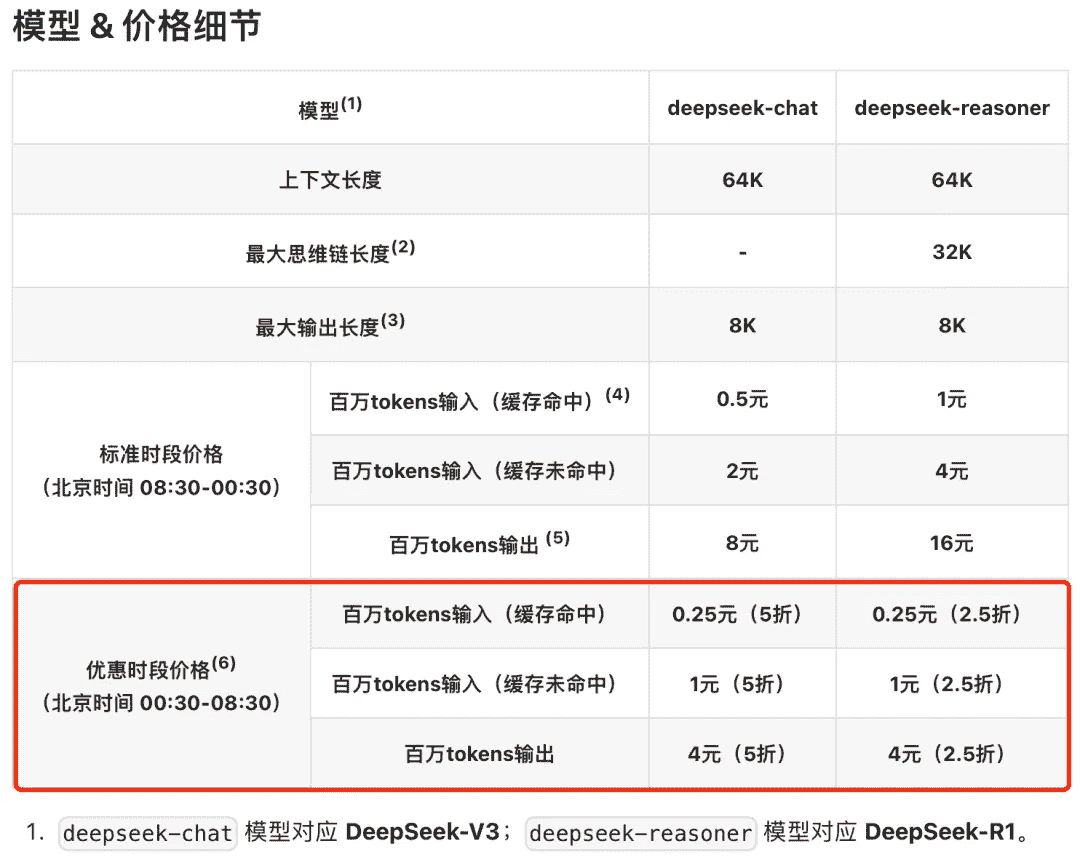 模型 & 价格细节
模型(1) deepseek-chat deepseek-reasoner
上下文长度 64K 64K
最大思维链长度(2) - 32K
最大输出长度(3) 8K 8K
标准时段价格
(北京时间 08:30-00:30)
百万tokens输入（缓存命中）(4) 0.5元 1元
百万tokens输入（缓存未命中） 2元 4元
百万tokens输出 (5) 8元 16元
优惠时段价格(6)
(北京时间 00:30-08:30)
百万tokens输入（缓存命中） 0.25元（5折） 0.25元（2.5折）
百万tokens输入（缓存未命中） 1元（5折） 1元（2.5折）
百万tokens输出 4元（5折） 4元（2.5折）
1. deepseek-chat 模型对应 DeepSeek-V3；deepseek-reasoner 模型对应 DeepSeek-R1。